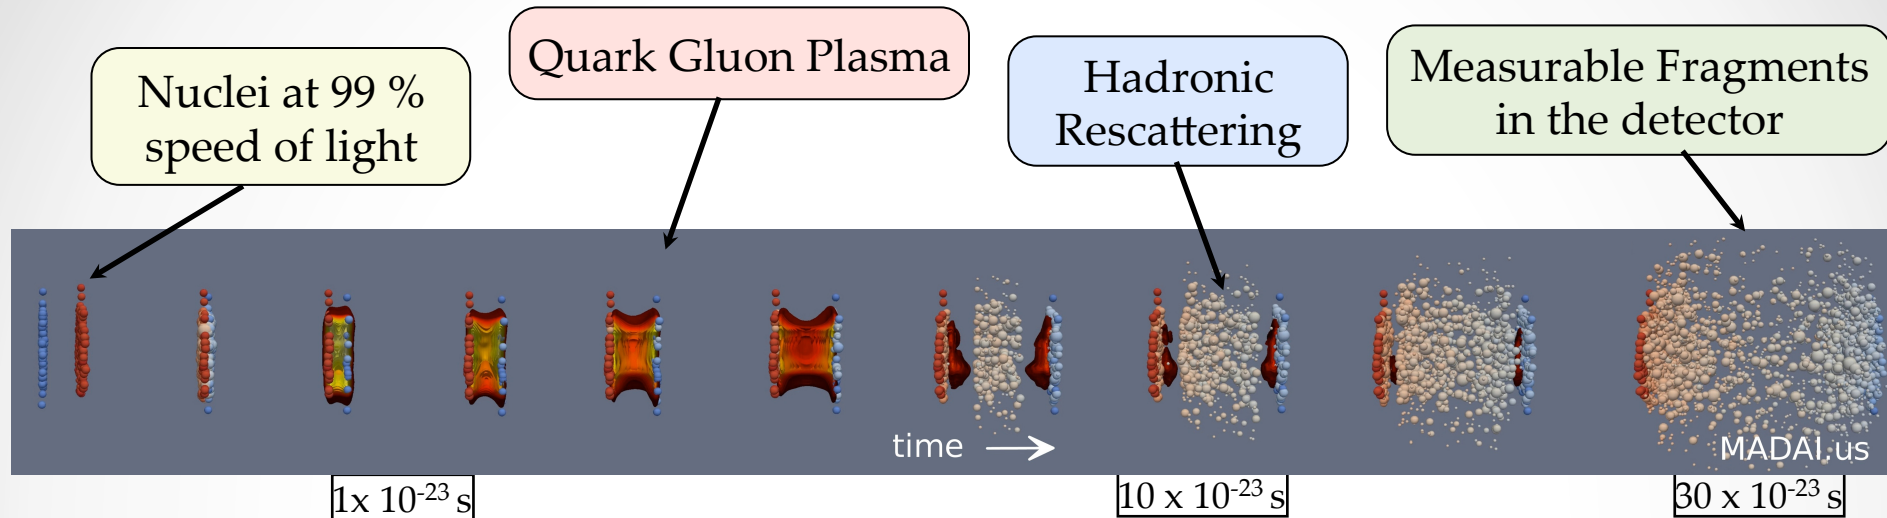 Nuclei at 99 %
speed of light
Quark Gluon Plasma
Hadronic
Rescattering
Measurable Fragments
in the detector
time →
MADAI.us
1x 10⁻²³ s
10 x 10⁻²³ s
30 x 10⁻²³ s